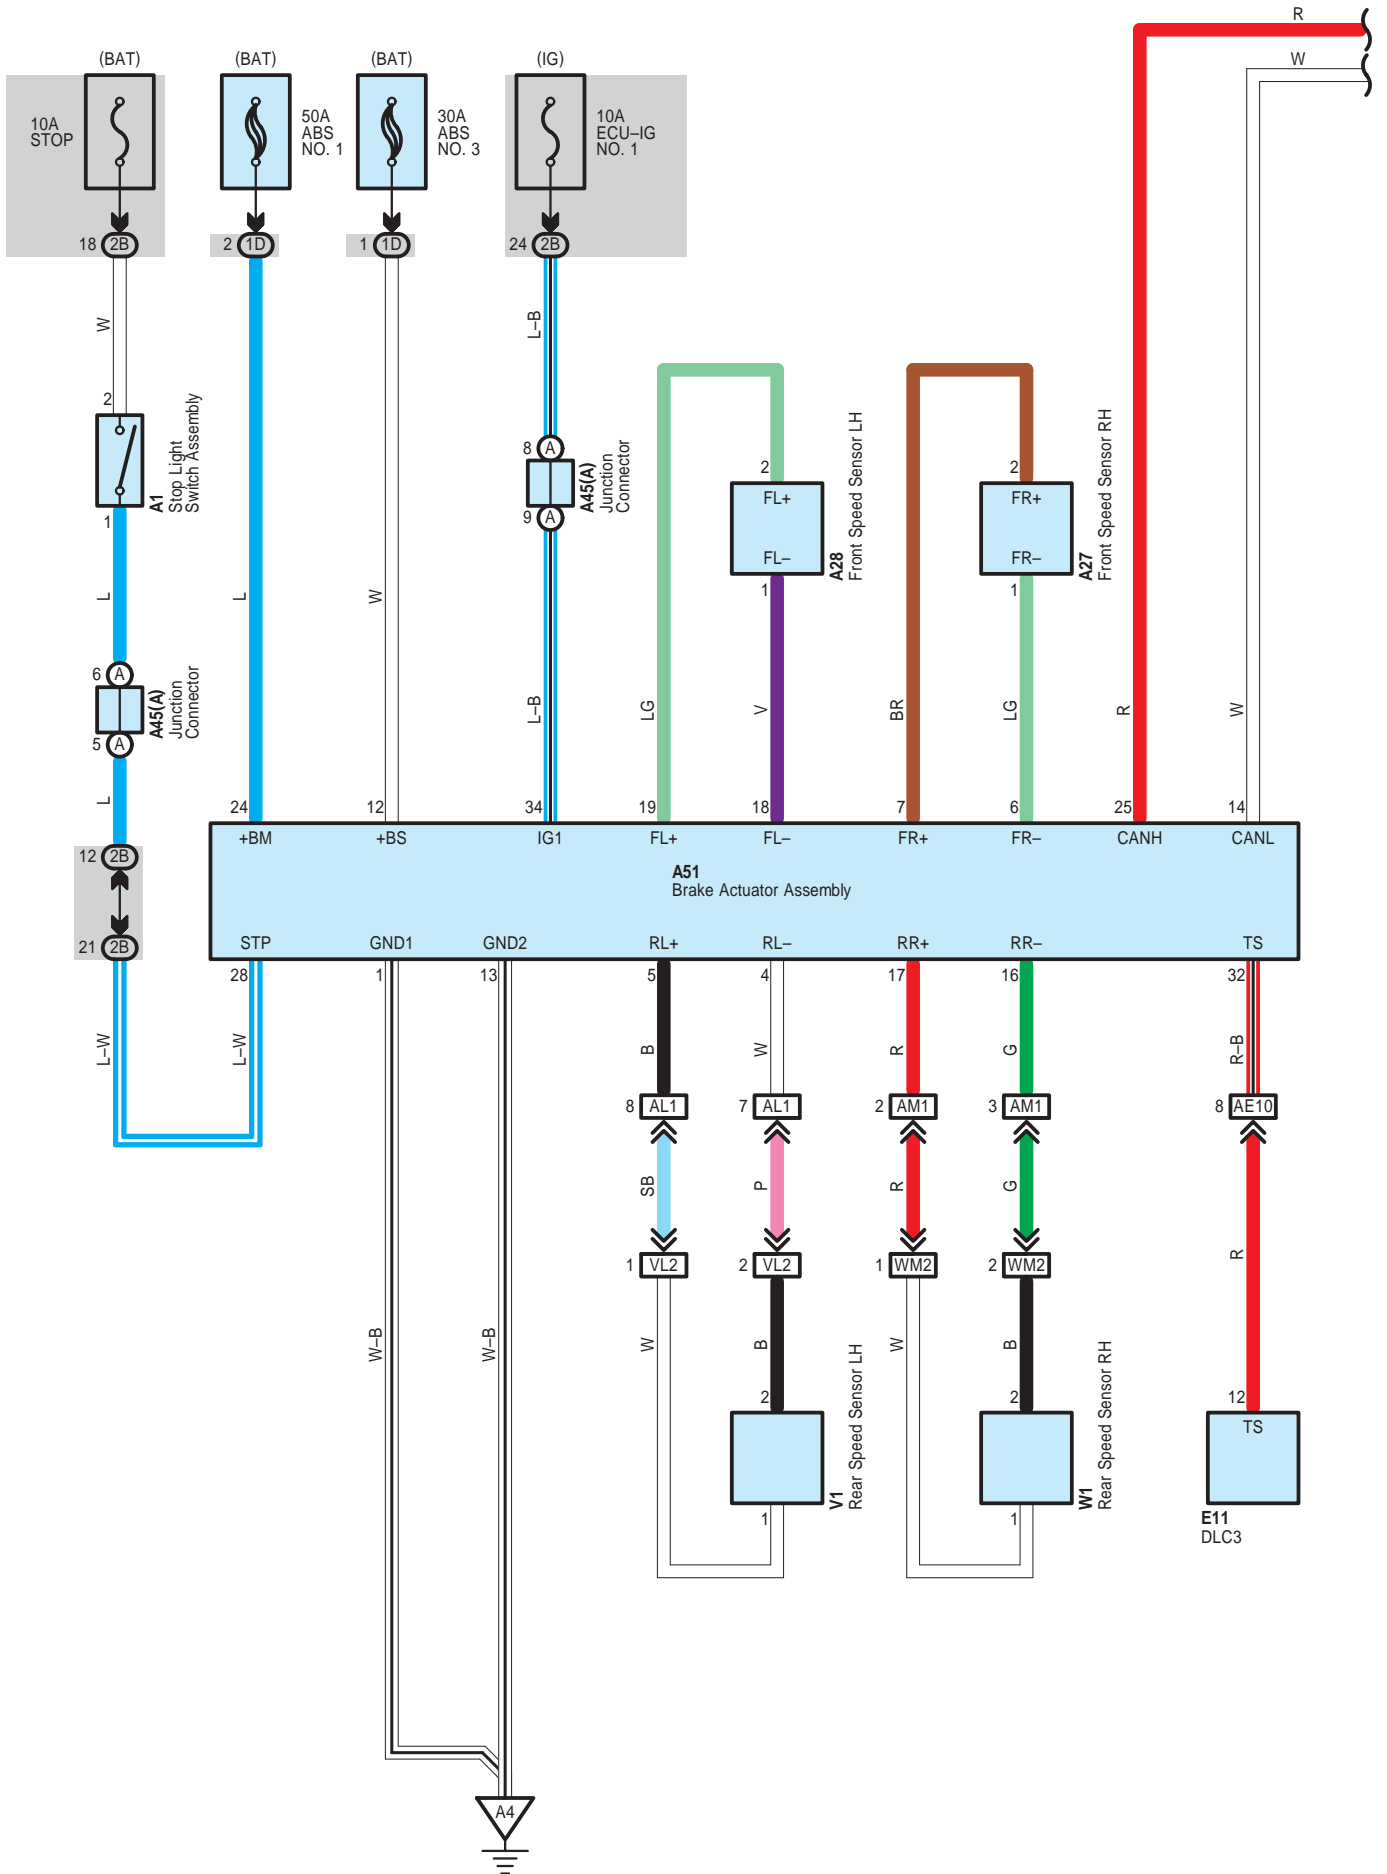 R
W
(BAT)
(BAT)
(BAT)
(IG)
10A
STOP
50A
ABS
NO. 1
30A
ABS
NO. 3
10A
ECU–IG
NO. 1
18 2B
2 1D
1 1D
24 2B
W
L–B
2
A1
Stop Light
Switch Assembly
1
8 A
A45(A)
Junction
Connector
9 A
2
FL+
FL–
1
A28
Front Speed Sensor LH
2
FR+
FR–
1
A27
Front Speed Sensor RH
L
L
W
6 A
A45(A)
Junction
Connector
5 A
L–B
LG
V
BR
LG
R
W
L
24
12
34
19
18
7
6
25
14
+BM
+BS
IG1
FL+
FL–
FR+
FR–
CANH
CANL
12 2B
A51
Brake Actuator Assembly
21 2B
STP
GND1
GND2
RL+
RL–
RR+
RR–
TS
28
1
13
5
4
17
16
32
L–W
L–W
B
W
R
G
R–B
8 AL1
7 AL1
2 AM1
3 AM1
8 AE10
SB
P
R
G
R
1 VL2
2 VL2
1 WM2
2 WM2
W–B
W–B
W
B
W
B
2
V1
Rear Speed Sensor LH
1
2
W1
Rear Speed Sensor RH
1
12
TS
E11
DLC3
A4